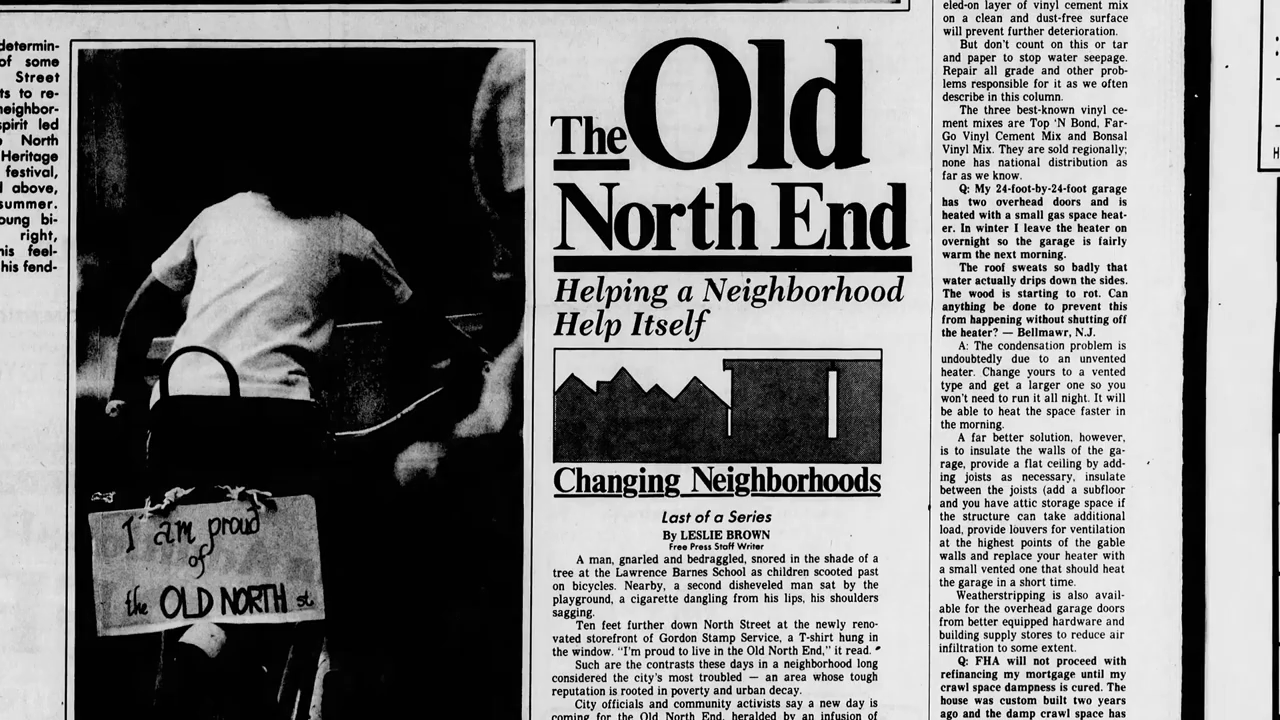 determin-
of some
Street
ts to re-
neighbor-
spirit led
North
Heritage
festival,
above,
summer.
oung bi-
right,
his feel-
his fend-
I am proud
of
the OLD NORTH st.
The Old
North End
Helping a Neighborhood
Help Itself
Changing Neighborhoods
Last of a Series
By LESLIE BROWN
Free Press Staff Writer
A man, gnarled and bedraggled, snored in the shade of a
tree at the Lawrence Barnes School as children scooted past
on bicycles. Nearby, a second disheveled man sat by the
playground, a cigarette dangling from his lips, his shoulders
sagging.
Ten feet further down North Street at the newly reno-
vated storefront of Gordon Stamp Service, a T-shirt hung in
the window. "I'm proud to live in the Old North End," it read.
Such are the contrasts these days in a neighborhood long
considered the city's most troubled — an area whose tough
reputation is rooted in poverty and urban decay.
City officials and community activists say a new day is
coming for the Old North End, heralded by an infusion of
eled-on layer of vinyl cement mix
on a clean and dust-free surface
will prevent further deterioration.
But don't count on this or tar
and paper to stop water seepage.
Repair all grade and other prob-
lems responsible for it as we often
describe in this column.
The three best-known vinyl ce-
ment mixes are Top 'N Bond, Far-
Go Vinyl Cement Mix and Bonsal
Vinyl Mix. They are sold regionally;
none has national distribution as
far as we know.
Q: My 24-foot-by-24-foot garage
has two overhead doors and is
heated with a small gas space heat-
er. In winter I leave the heater on
overnight so the garage is fairly
warm the next morning.
The roof sweats so badly that
water actually drips down the sides.
The wood is starting to rot. Can
anything be done to prevent this
from happening without shutting off
the heater? — Bellmawr, N.J.
A: The condensation problem is
undoubtedly due to an unvented
heater. Change yours to a vented
type and get a larger one so you
won't need to run it all night. It will
be able to heat the space faster in
the morning.
A far better solution, however,
is to insulate the walls of the ga-
rage, provide a flat ceiling by add-
ing joists as necessary, insulate
between the joists (add a subfloor
and you have attic storage space if
the structure can take additional
load, provide louvers for ventilation
at the highest points of the gable
walls and replace your heater with
a small vented one that should heat
the garage in a short time.
Weatherstripping is also avail-
able for the overhead garage doors
from better equipped hardware and
building supply stores to reduce air
infiltration to some extent.
Q: FHA will not proceed with
refinancing my mortgage until my
crawl space dampness is cured. The
house was custom built two years
ago and the damp crawl space has